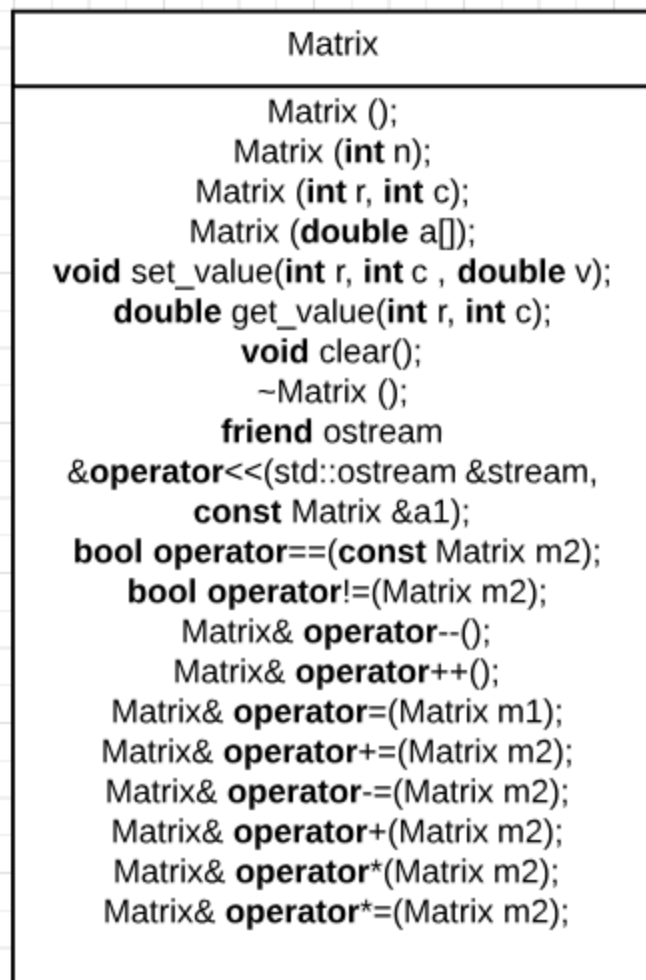 Matrix
Matrix ();
Matrix (int n);
Matrix (int r, int c);
Matrix (double a[]);
void set_value(int r, int c , double v);
double get_value(int r, int c);
void clear();
~Matrix ();
friend ostream
&operator<<(std::ostream &stream,
const Matrix &a1);
bool operator==(const Matrix m2);
bool operator!=(Matrix m2);
Matrix& operator--();
Matrix& operator++();
Matrix& operator=(Matrix m1);
Matrix& operator+=(Matrix m2);
Matrix& operator-=(Matrix m2);
Matrix& operator+(Matrix m2);
Matrix& operator*(Matrix m2);
Matrix& operator*=(Matrix m2);